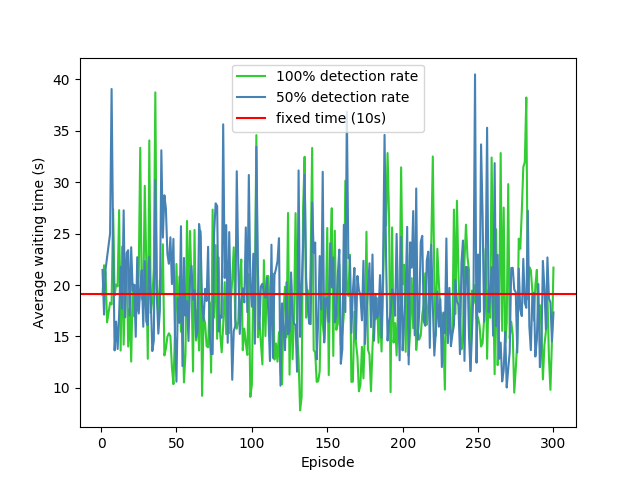 100% detection rate
50% detection rate
fixed time (10s)
Average waiting time (s)
40
35
30
25
20
15
10
0 50 100 150 200 250 300
Episode